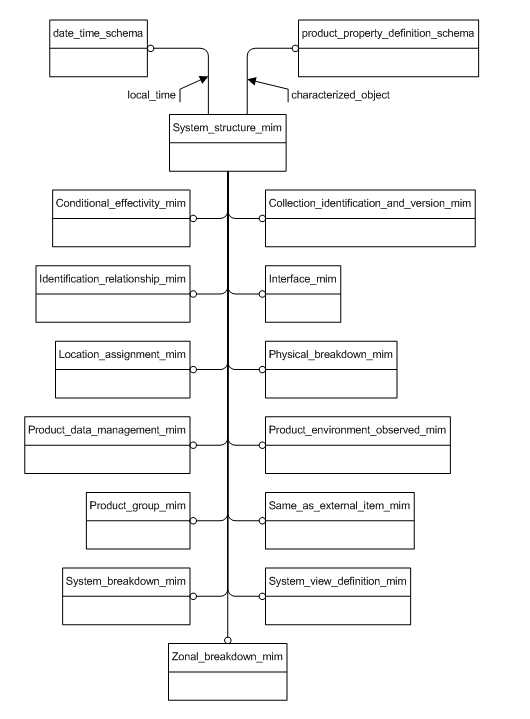 date_time_schema
product_property_definition_schema
local_time
characterized_object
System_structure_mim
Conditional_effectivity_mim
Collection_identification_and_version_mim
Identification_relationship_mim
Interface_mim
Location_assignment_mim
Physical_breakdown_mim
Product_data_management_mim
Product_environment_observed_mim
Product_group_mim
Same_as_external_item_mim
System_breakdown_mim
System_view_definition_mim
Zonal_breakdown_mim